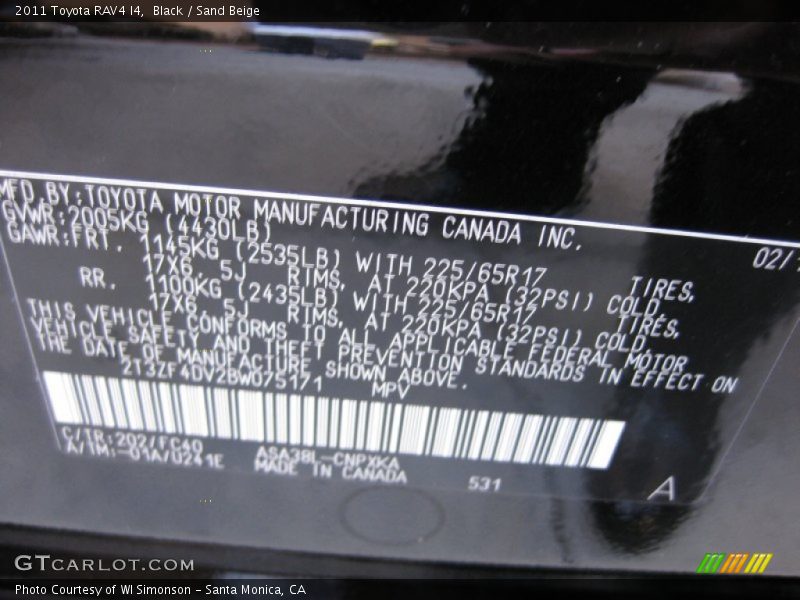 2011 Toyota RAV4 I4,  Black / Sand Beige
MFD.BY:TOYOTA MOTOR MANUFACTURING CANADA INC.
GVWR:2005KG (4430LB) 02/
GAWR:FRT. 1145KG (2535LB) WITH 225/65R17 TIRES,
17X6.5J RIMS, AT 220KPA (32PSI) COLD,
RR. 1100KG (2435LB) WITH 225/65R17 TIRES,
17X6.5J RIMS, AT 220KPA (32PSI) COLD.
THIS VEHICLE CONFORMS TO ALL APPLICABLE FEDERAL MOTOR
VEHICLE SAFETY AND THEFT PREVENTION STANDARDS IN EFFECT ON
THE DATE OF MANUFACTURE SHOWN ABOVE.
2T3ZF4DV2BW075171 MPV
C/TR:202/FC40 ASA38L-CNPXKA
A/TM:-01A/U241E MADE IN CANADA 531
A
GTCARLOT.COM
Photo Courtesy of WI Simonson – Santa Monica, CA